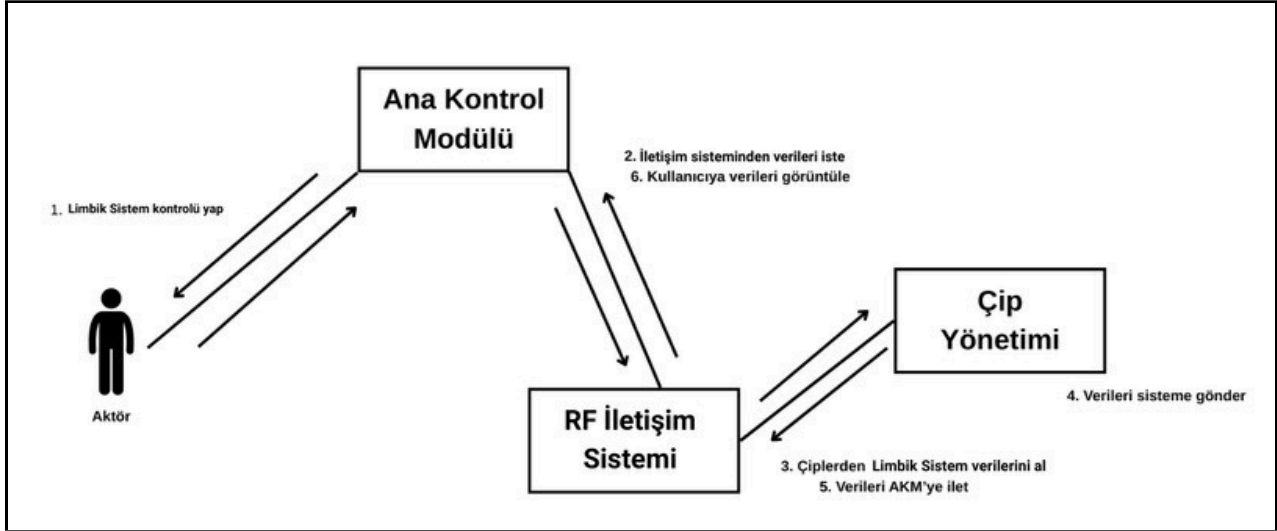 Ana Kontrol
Modülü
2. İletişim sisteminden verileri iste
6. Kullanıcıya verileri görüntüle
1. Limbik Sistem kontrolü yap
Çip
Yönetimi
Aktör
RF İletişim
Sistemi
4. Verileri sisteme gönder
3. Çiplerden Limbik Sistem verilerini al
5. Verileri AKM'ye ilet